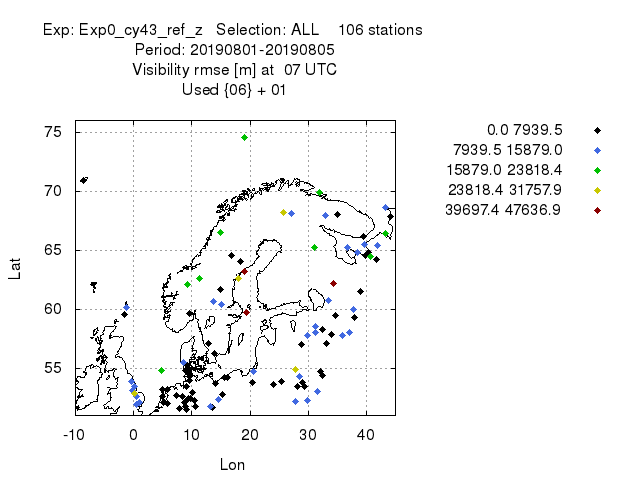 Exp: Exp0_cy43_ref_z   Selection: ALL     106 stations
Period: 20190801-20190805
Visibility rmse [m] at  07 UTC
Used {06} + 01
0.0 7939.5
7939.5 15879.0
15879.0 23818.4
23818.4 31757.9
39697.4 47636.9
75
70
65
60
55
Lat
-10 0 10 20 30 40
Lon